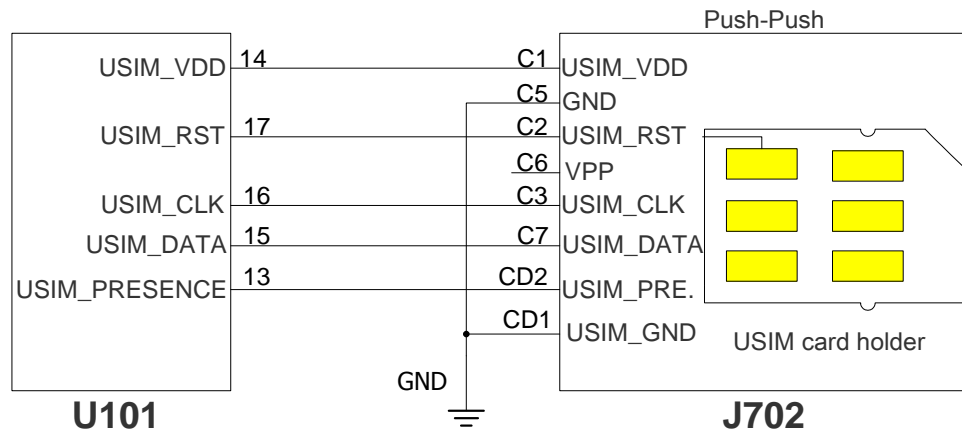 Push-Push
USIM_VDD 14 C1 USIM_VDD
C5 GND
USIM_RST 17 C2 USIM_RST
C6 VPP
USIM_CLK 16 C3 USIM_CLK
USIM_DATA 15 C7 USIM_DATA
USIM_PRESENCE 13 CD2 USIM_PRE.
CD1 USIM_GND
USIM card holder
GND
U101 J702